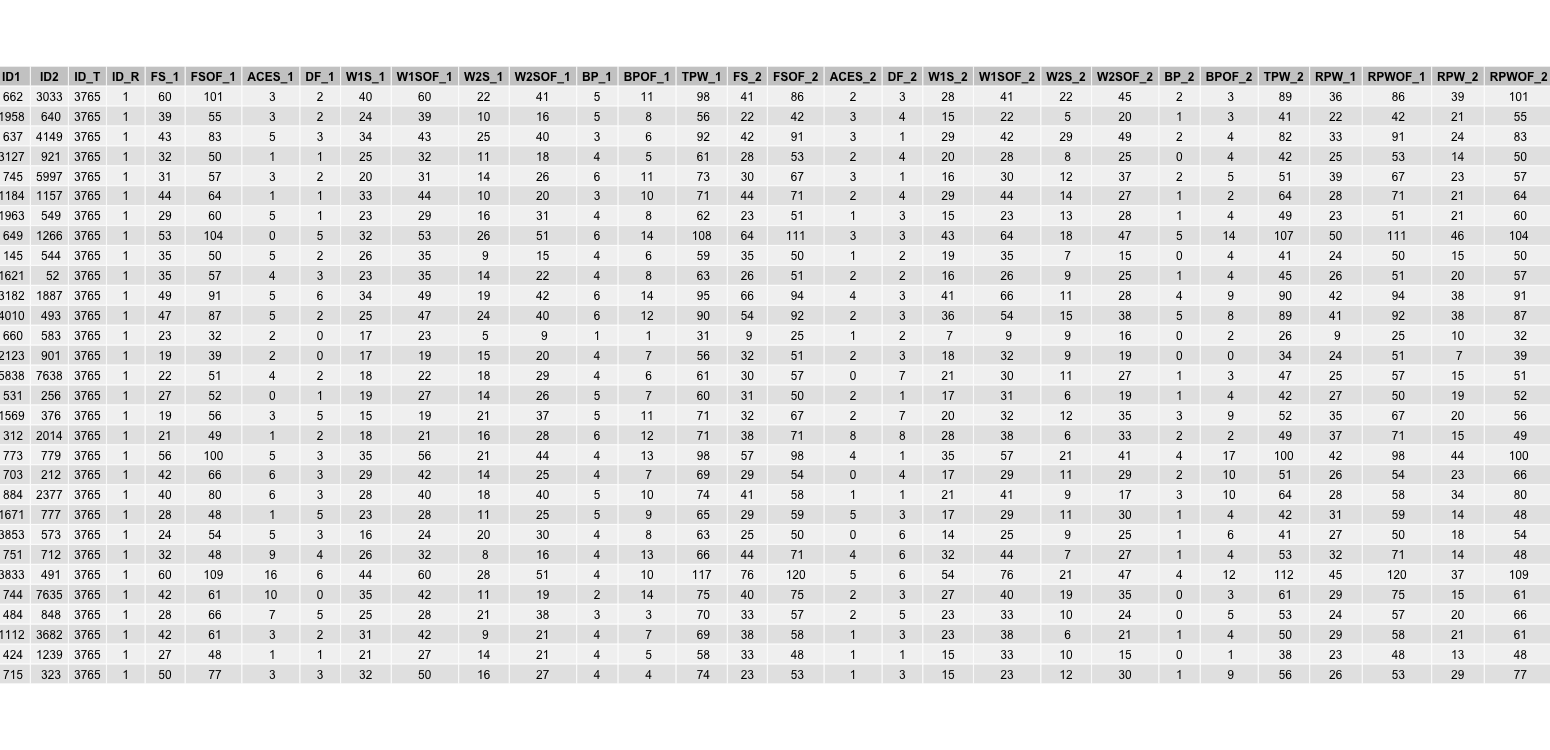 ID1 ID2 ID_T ID_R FS_1 FSOF_1 ACES_1 DF_1 W1S_1 W1SOF_1 W2S_1 W2SOF_1 BP_1 BPOF_1 TPW_1 FS_2 FSOF_2 ACES_2 DF_2 W1S_2 W1SOF_2 W2S_2 W2SOF_2 BP_2 BPOF_2 TPW_2 RPW_1 RPWOF_1 RPW_2 RPWOF_2
662 3033 3765 1 60 101 3 2 40 60 22 41 5 11 98 41 86 2 3 28 41 22 45 2 3 89 36 86 39 101
1958 640 3765 1 39 55 3 2 24 39 10 16 5 8 56 22 42 3 4 15 22 5 20 1 3 41 22 42 21 55
637 4149 3765 1 43 83 5 3 34 43 25 40 3 6 92 42 91 3 1 29 42 29 49 2 4 82 33 91 24 83
3127 921 3765 1 32 50 1 1 25 32 11 18 4 5 61 28 53 2 4 20 28 8 25 0 4 42 25 53 14 50
745 5997 3765 1 31 57 3 2 20 31 14 26 6 11 73 30 67 3 1 16 30 12 37 2 5 51 39 67 23 57
1184 1157 3765 1 44 64 1 1 33 44 10 20 3 10 71 44 71 2 4 29 44 14 27 1 2 64 28 71 21 64
1963 549 3765 1 29 60 5 1 23 29 16 31 4 8 62 23 51 1 3 15 23 13 28 1 4 49 23 51 21 60
649 1266 3765 1 53 104 0 5 32 53 26 51 6 14 108 64 111 3 3 43 64 18 47 5 14 107 50 111 46 104
145 544 3765 1 35 50 5 2 26 35 9 15 4 6 59 35 50 1 2 19 35 7 15 0 4 41 24 50 15 50
1621 52 3765 1 35 57 4 3 23 35 14 22 4 8 63 26 51 2 2 16 26 9 25 1 4 45 26 51 20 57
3182 1887 3765 1 49 91 5 6 34 49 19 42 6 14 95 66 94 4 3 41 66 11 28 4 9 90 42 94 38 91
4010 493 3765 1 47 87 5 2 25 47 24 40 6 12 90 54 92 2 3 36 54 15 38 5 8 89 41 92 38 87
660 583 3765 1 23 32 2 0 17 23 5 9 1 1 31 9 25 1 2 7 9 9 16 0 2 26 9 25 10 32
2123 901 3765 1 19 39 2 0 17 19 15 20 4 7 56 32 51 2 3 18 32 9 19 0 0 34 24 51 7 39
5838 7638 3765 1 22 51 4 2 18 22 18 29 4 6 61 30 57 0 7 21 30 11 27 1 3 47 25 57 15 51
531 256 3765 1 27 52 0 1 19 27 14 26 5 7 60 31 50 2 1 17 31 6 19 1 4 42 27 50 19 52
1569 376 3765 1 19 56 3 5 15 19 21 37 5 11 71 32 67 2 7 20 32 12 35 3 9 52 35 67 20 56
312 2014 3765 1 21 49 1 2 18 21 16 28 6 12 71 38 71 8 8 28 38 6 33 2 2 49 37 71 15 49
773 779 3765 1 56 100 5 3 35 56 21 44 4 13 98 57 98 4 1 35 57 21 41 4 17 100 42 98 44 100
703 212 3765 1 42 66 6 3 29 42 14 25 4 7 69 29 54 0 4 17 29 11 29 2 10 51 26 54 23 66
884 2377 3765 1 40 80 6 3 28 40 18 40 5 10 74 41 58 1 1 21 41 9 17 3 10 64 28 58 34 80
1671 777 3765 1 28 48 1 5 23 28 11 25 5 9 65 29 59 5 3 17 29 11 30 1 4 42 31 59 14 48
3853 573 3765 1 24 54 5 3 16 24 20 30 4 8 63 25 50 0 6 14 25 9 25 1 6 41 27 50 18 54
751 712 3765 1 32 48 9 4 26 32 8 16 4 13 66 44 71 4 6 32 44 7 27 1 4 53 32 71 14 48
3833 491 3765 1 60 109 16 6 44 60 28 51 4 10 117 76 120 5 6 54 76 21 47 4 12 112 45 120 37 109
744 7635 3765 1 42 61 10 0 35 42 11 19 2 14 75 40 75 2 3 27 40 19 35 0 3 61 29 75 15 61
484 848 3765 1 28 66 7 5 25 28 21 38 3 3 70 33 57 2 5 23 33 10 24 0 5 53 24 57 20 66
1112 3682 3765 1 42 61 3 2 31 42 9 21 4 7 69 38 58 1 3 23 38 6 21 1 4 50 29 58 21 61
424 1239 3765 1 27 48 1 1 21 27 14 21 4 5 58 33 48 1 1 15 33 10 15 0 1 38 23 48 13 48
715 323 3765 1 50 77 3 3 32 50 16 27 4 4 74 23 53 1 3 15 23 12 30 1 9 56 26 53 29 77